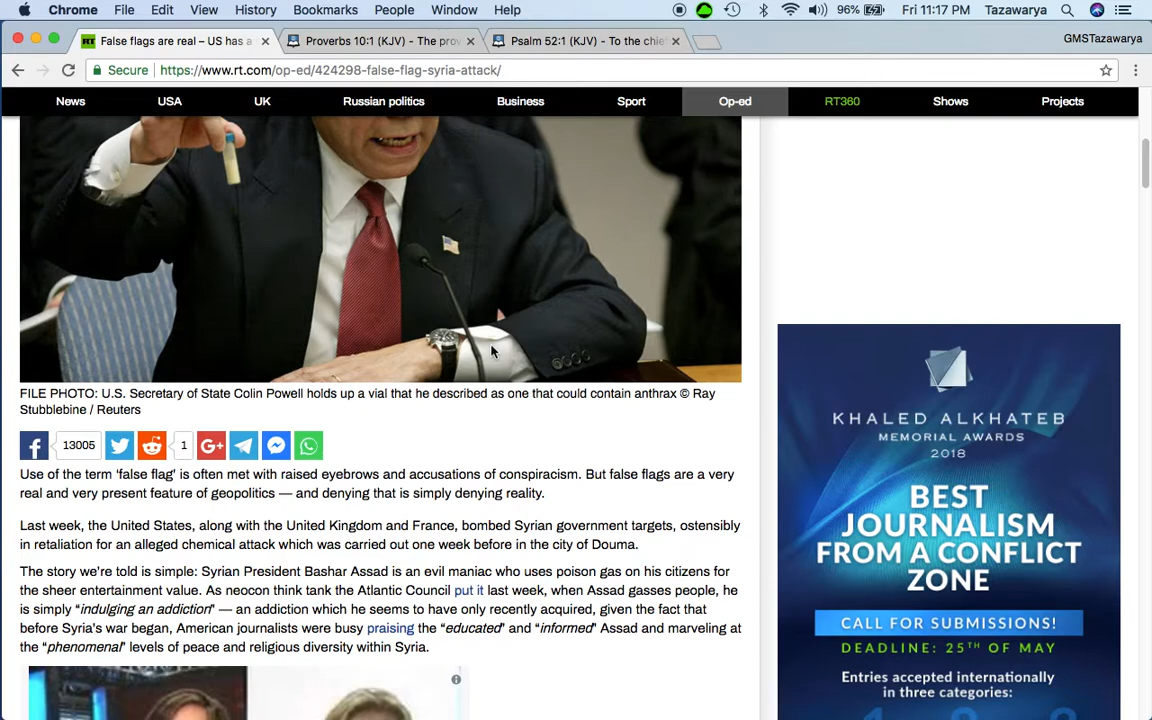 Chrome File Edit View History Bookmarks People Window Help 96% Fri 11:17 PM Tazawarya
RT False flags are real – US has a Proverbs 10:1 (KJV) - The prov Psalm 52:1 (KJV) - To the chie GMSTazawarya
Secure https://www.rt.com/op-ed/424298-false-flag-syria-attack/
News USA UK Russian politics Business Sport Op-ed RT360 Shows Projects
FILE PHOTO: U.S. Secretary of State Colin Powell holds up a vial that he described as one that could contain anthrax © Ray
Stubblebine / Reuters
13005 1
Use of the term ‘false flag’ is often met with raised eyebrows and accusations of conspiracism. But false flags are a very
real and very present feature of geopolitics — and denying that is simply denying reality.
Last week, the United States, along with the United Kingdom and France, bombed Syrian government targets, ostensibly
in retaliation for an alleged chemical attack which was carried out one week before in the city of Douma.
The story we’re told is simple: Syrian President Bashar Assad is an evil maniac who uses poison gas on his citizens for
the sheer entertainment value. As neocon think tank the Atlantic Council put it last week, when Assad gasses people, he
is simply “indulging an addiction” — an addiction which he seems to have only recently acquired, given the fact that
before Syria's war began, American journalists were busy praising the “educated” and “informed” Assad and marveling at
the “phenomenal” levels of peace and religious diversity within Syria.
KHALED ALKHATEB
MEMORIAL AWARDS
2018
BEST
JOURNALISM
FROM A CONFLICT
ZONE
CALL FOR SUBMISSIONS!
DEADLINE: 25TH OF MAY
Entries accepted internationally
in three categories: